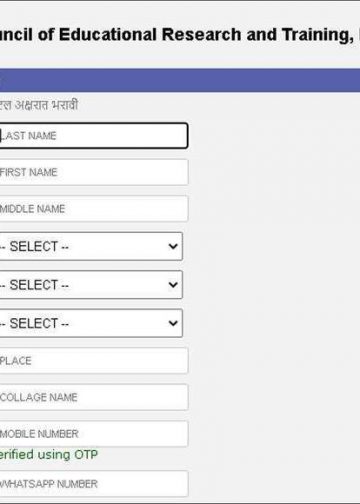 ncil of Educational Research and Training,
अक्षरात भरावी
LAST NAME
FIRST NAME
MIDDLE NAME
-- SELECT --
-- SELECT --
-- SELECT --
PLACE
COLLAGE NAME
MOBILE NUMBER
erified using OTP
WHATSAPP NUMBER